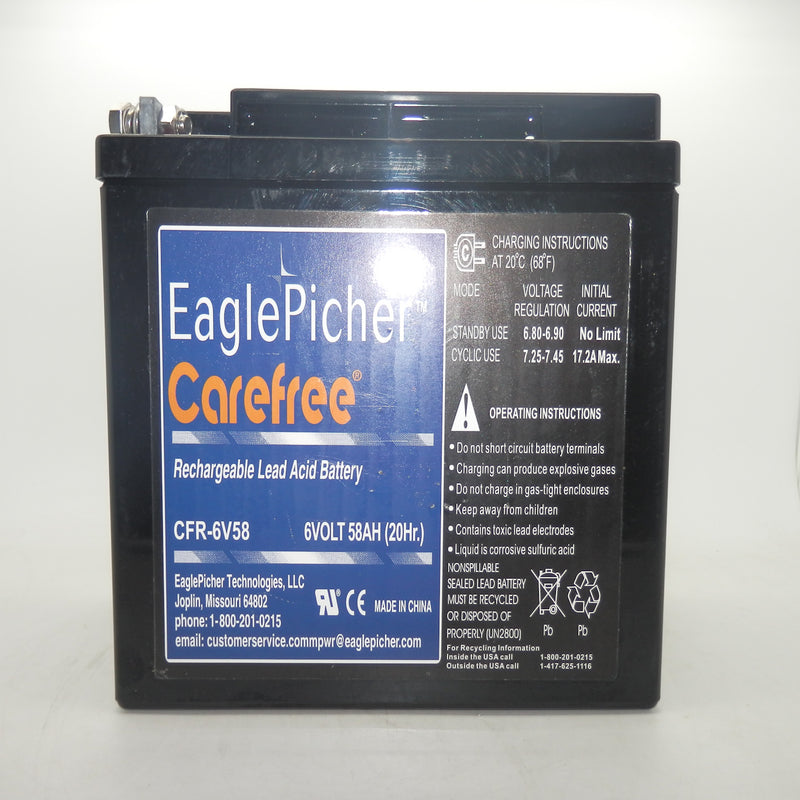 EaglePicher™
Carefree®
Rechargeable Lead Acid Battery
CFR-6V58 6VOLT 58AH (20Hr.)
EaglePicher Technologies, LLC
Joplin, Missouri 64802
phone: 1-800-201-0215
email: customerservice.commpwr@eaglepicher.com
UR CE MADE IN CHINA
C
CHARGING INSTRUCTIONS
AT 20°C (68°F)
MODE VOLTAGE REGULATION INITIAL CURRENT
STANDBY USE 6.80-6.90 No Limit
CYCLIC USE 7.25-7.45 17.2A Max.
! OPERATING INSTRUCTIONS
• Do not short circuit battery terminals
• Charging can produce explosive gases
• Do not charge in gas-tight enclosures
• Keep away from children
• Contains toxic lead electrodes
• Liquid is corrosive sulfuric acid
NONSPILLABLE
SEALED LEAD BATTERY
MUST BE RECYCLED
OR DISPOSED OF
PROPERLY (UN2800)
Pb Pb
For Recycling Information
Inside the USA call 1-800-201-0215
Outside the USA call 1-417-625-1116